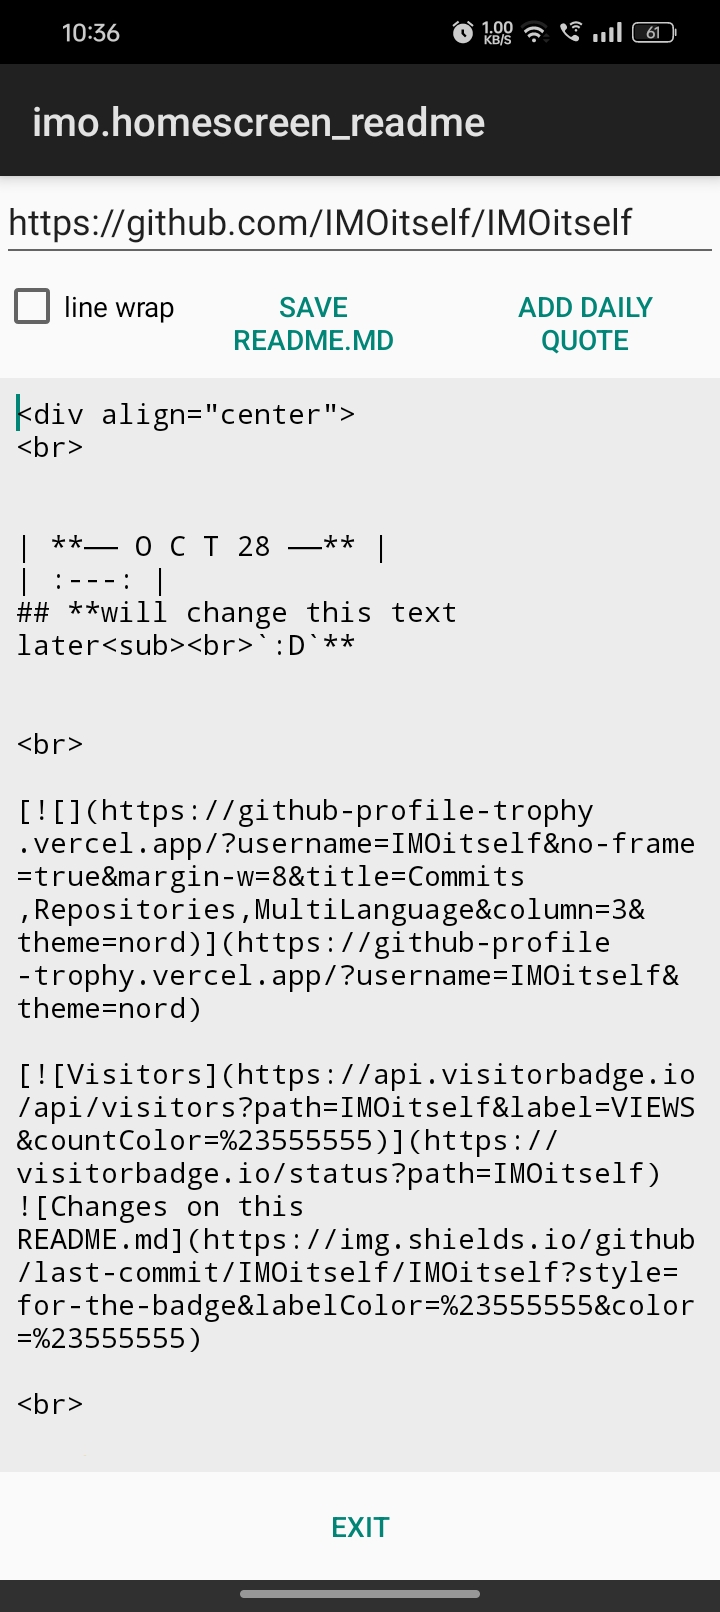 10:36
1.00
KB/S
61
imo.homescreen_readme
https://github.com/IMOitself/IMOitself
line wrap
SAVE
README.MD
ADD DAILY
QUOTE
<div align="center">
<br>
| **—— O C T 28 ——** |
| :---: |
## **will change this text
later<sub><br>`:D`**
<br>
[![](https://github-profile-trophy
.vercel.app/?username=IMOitself&no-frame
=true&margin-w=8&title=Commits
,Repositories,MultiLanguage&column=3&
theme=nord)](https://github-profile
-trophy.vercel.app/?username=IMOitself&
theme=nord)
[![Visitors](https://api.visitorbadge.io
/api/visitors?path=IMOitself&label=VIEWS
&countColor=%23555555)](https://
visitorbadge.io/status?path=IMOitself)
![Changes on this
README.md](https://img.shields.io/github
/last-commit/IMOitself/IMOitself?style=
for-the-badge&labelColor=%23555555&color
=%23555555)
<br>
EXIT